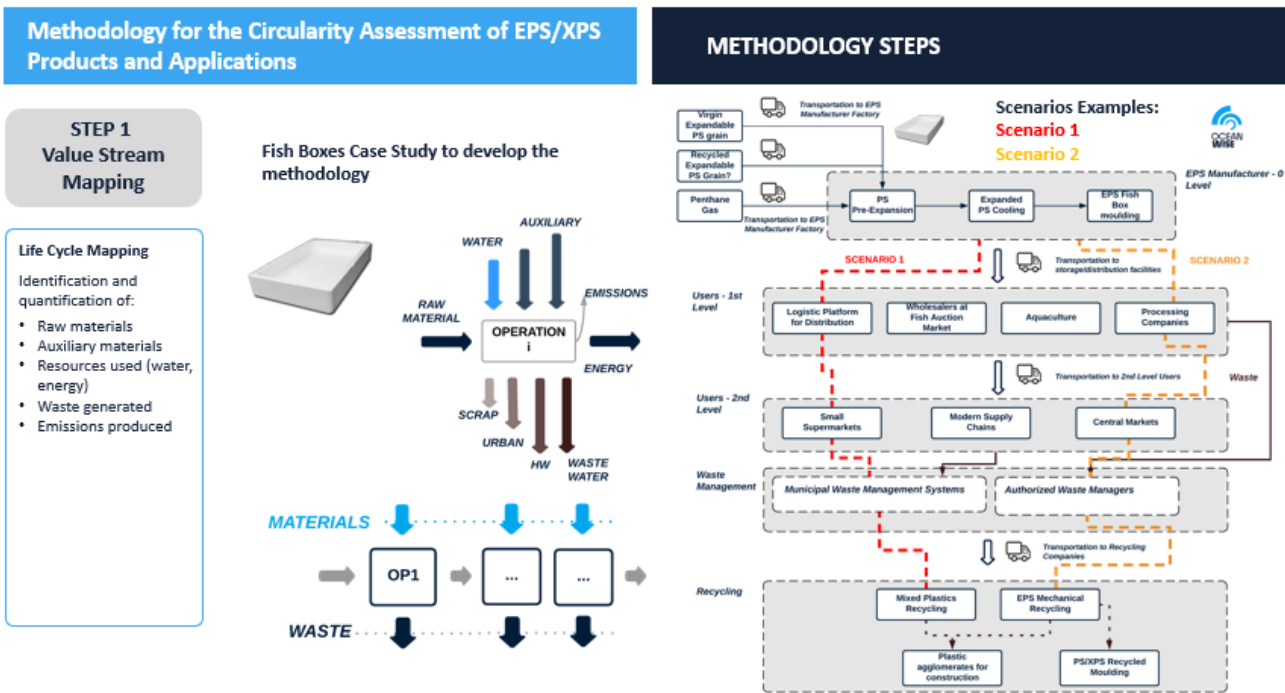 Methodology for the Circularity Assessment of EPS/XPS
Products and Applications
STEP 1
Value Stream
Mapping
Life Cycle Mapping
Identification and
quantification of:
• Raw materials
• Auxiliary materials
• Resources used (water,
energy)
• Waste generated
• Emissions produced
Fish Boxes Case Study to develop the
methodology
AUXILIARY
WATER
EMISSIONS
RAW
MATERIAL
OPERATION
i
ENERGY
SCRAP
URBAN
HW
WASTE
WATER
MATERIALS
OP1
...
...
WASTE
METHODOLOGY STEPS
Virgin
Expandable
PS grain
Transportation to EPS
Manufacturer Factory
Scenarios Examples:
Scenario 1
Scenario 2
OCEAN
WISE
Recycled
Expandable
PS Grain?
EPS Manufacturer - 0
Level
Penthane
Gas
Transportation to EPS
Manufacturer Factory
PS
Pre-Expansion
Expanded
PS Cooling
EPS Fish
Box
moulding
SCENARIO 1
Transportation to
storage/distribution facilities
SCENARIO 2
Users - 1st
Level
Logistic Platform
for Distribution
Wholesalers at
Fish Auction
Market
Aquaculture
Processing
Companies
Transportation to 2nd Level Users
Waste
Users - 2nd
Level
Small
Supermarkets
Modern Supply
Chains
Central Markets
Waste
Management
Municipal Waste Management Systems
Authorized Waste Managers
Transportation to Recycling
Companies
Recycling
Mixed Plastics
Recycling
EPS Mechanical
Recycling
Plastic
agglomerates for
construction
PS/XPS Recycled
Moulding